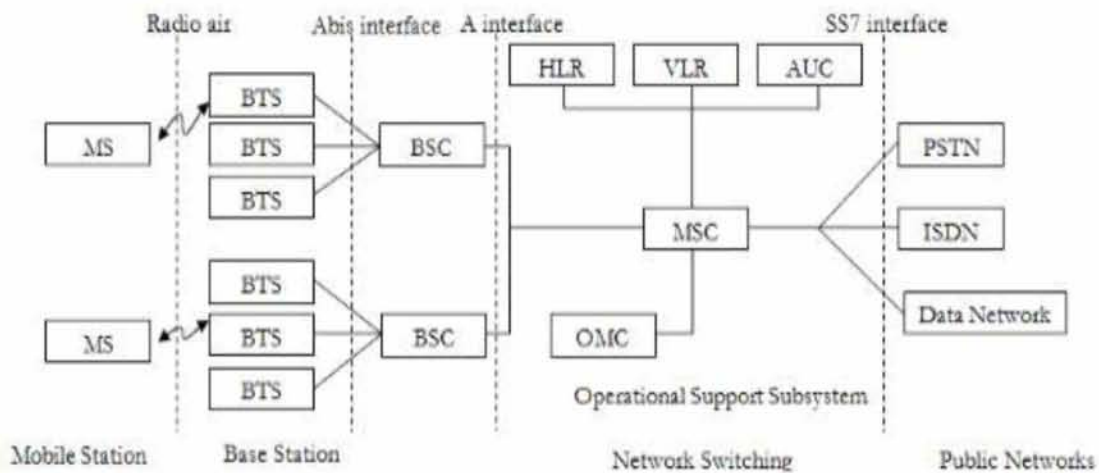 Radio air Abis interface A interface SS7 interface
HLR VLR AUC
BTS
MS BTS BSC PSTN
BTS
MSC ISDN
BTS
MS BTS BSC OMC Data Network
BTS
Operational Support Subsystem
Mobile Station Base Station Network Switching Public Networks